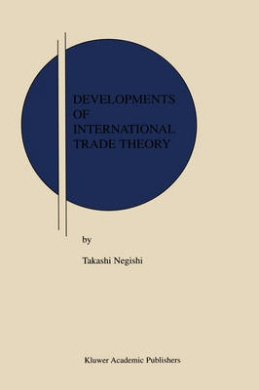 DEVELOPMENTS
OF
INTERNATIONAL
TRADE THEORY
by
Takashi Negishi
Kluwer Academic Publishers